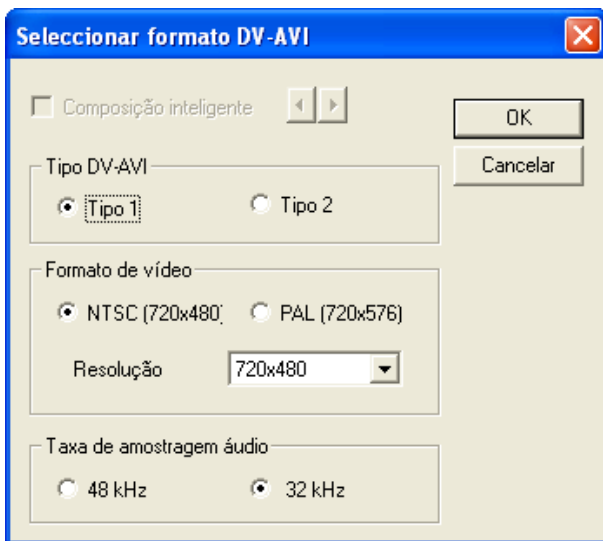 Seleccionar formato DV-AVI
Composição inteligente
OK
Tipo DV-AVI
Cancelar
Tipo 1 Tipo 2
Formato de vídeo
NTSC (720x480) PAL (720x576)
Resolução 720x480
Taxa de amostragem áudio
48 kHz 32 kHz